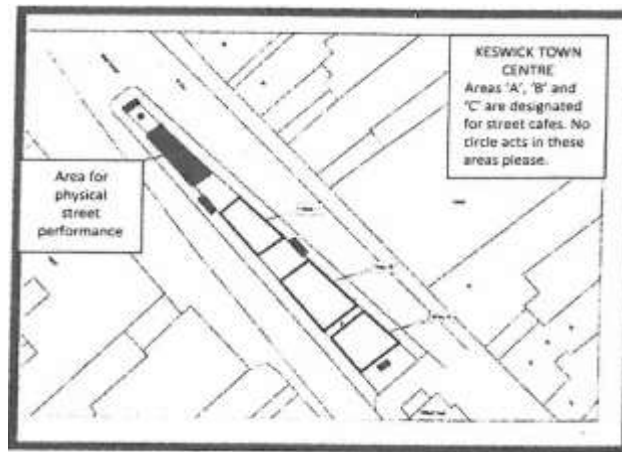 KESWICK TOWN
CENTRE
Areas 'A', 'B' and
'C' are designated
for street cafes. No
circle acts in these
areas please.
Area for
physical
street
performance